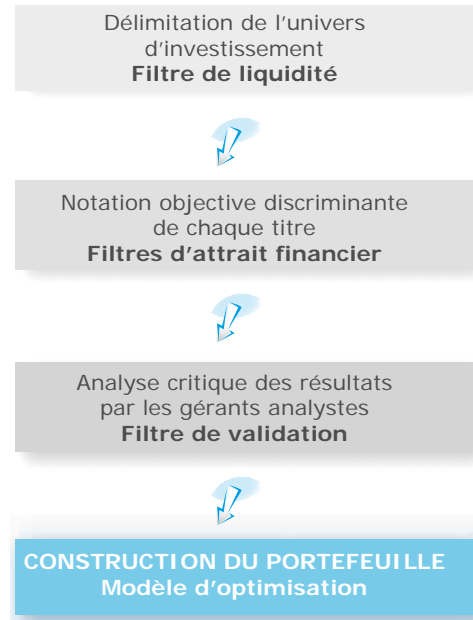 Délimitation de l'univers
d'investissement
Filtre de liquidité
Notation objective discriminante
de chaque titre
Filtres d'attrait financier
Analyse critique des résultats
par les gérants analystes
Filtre de validation
CONSTRUCTION DU PORTEFEUILLE
Modèle d'optimisation